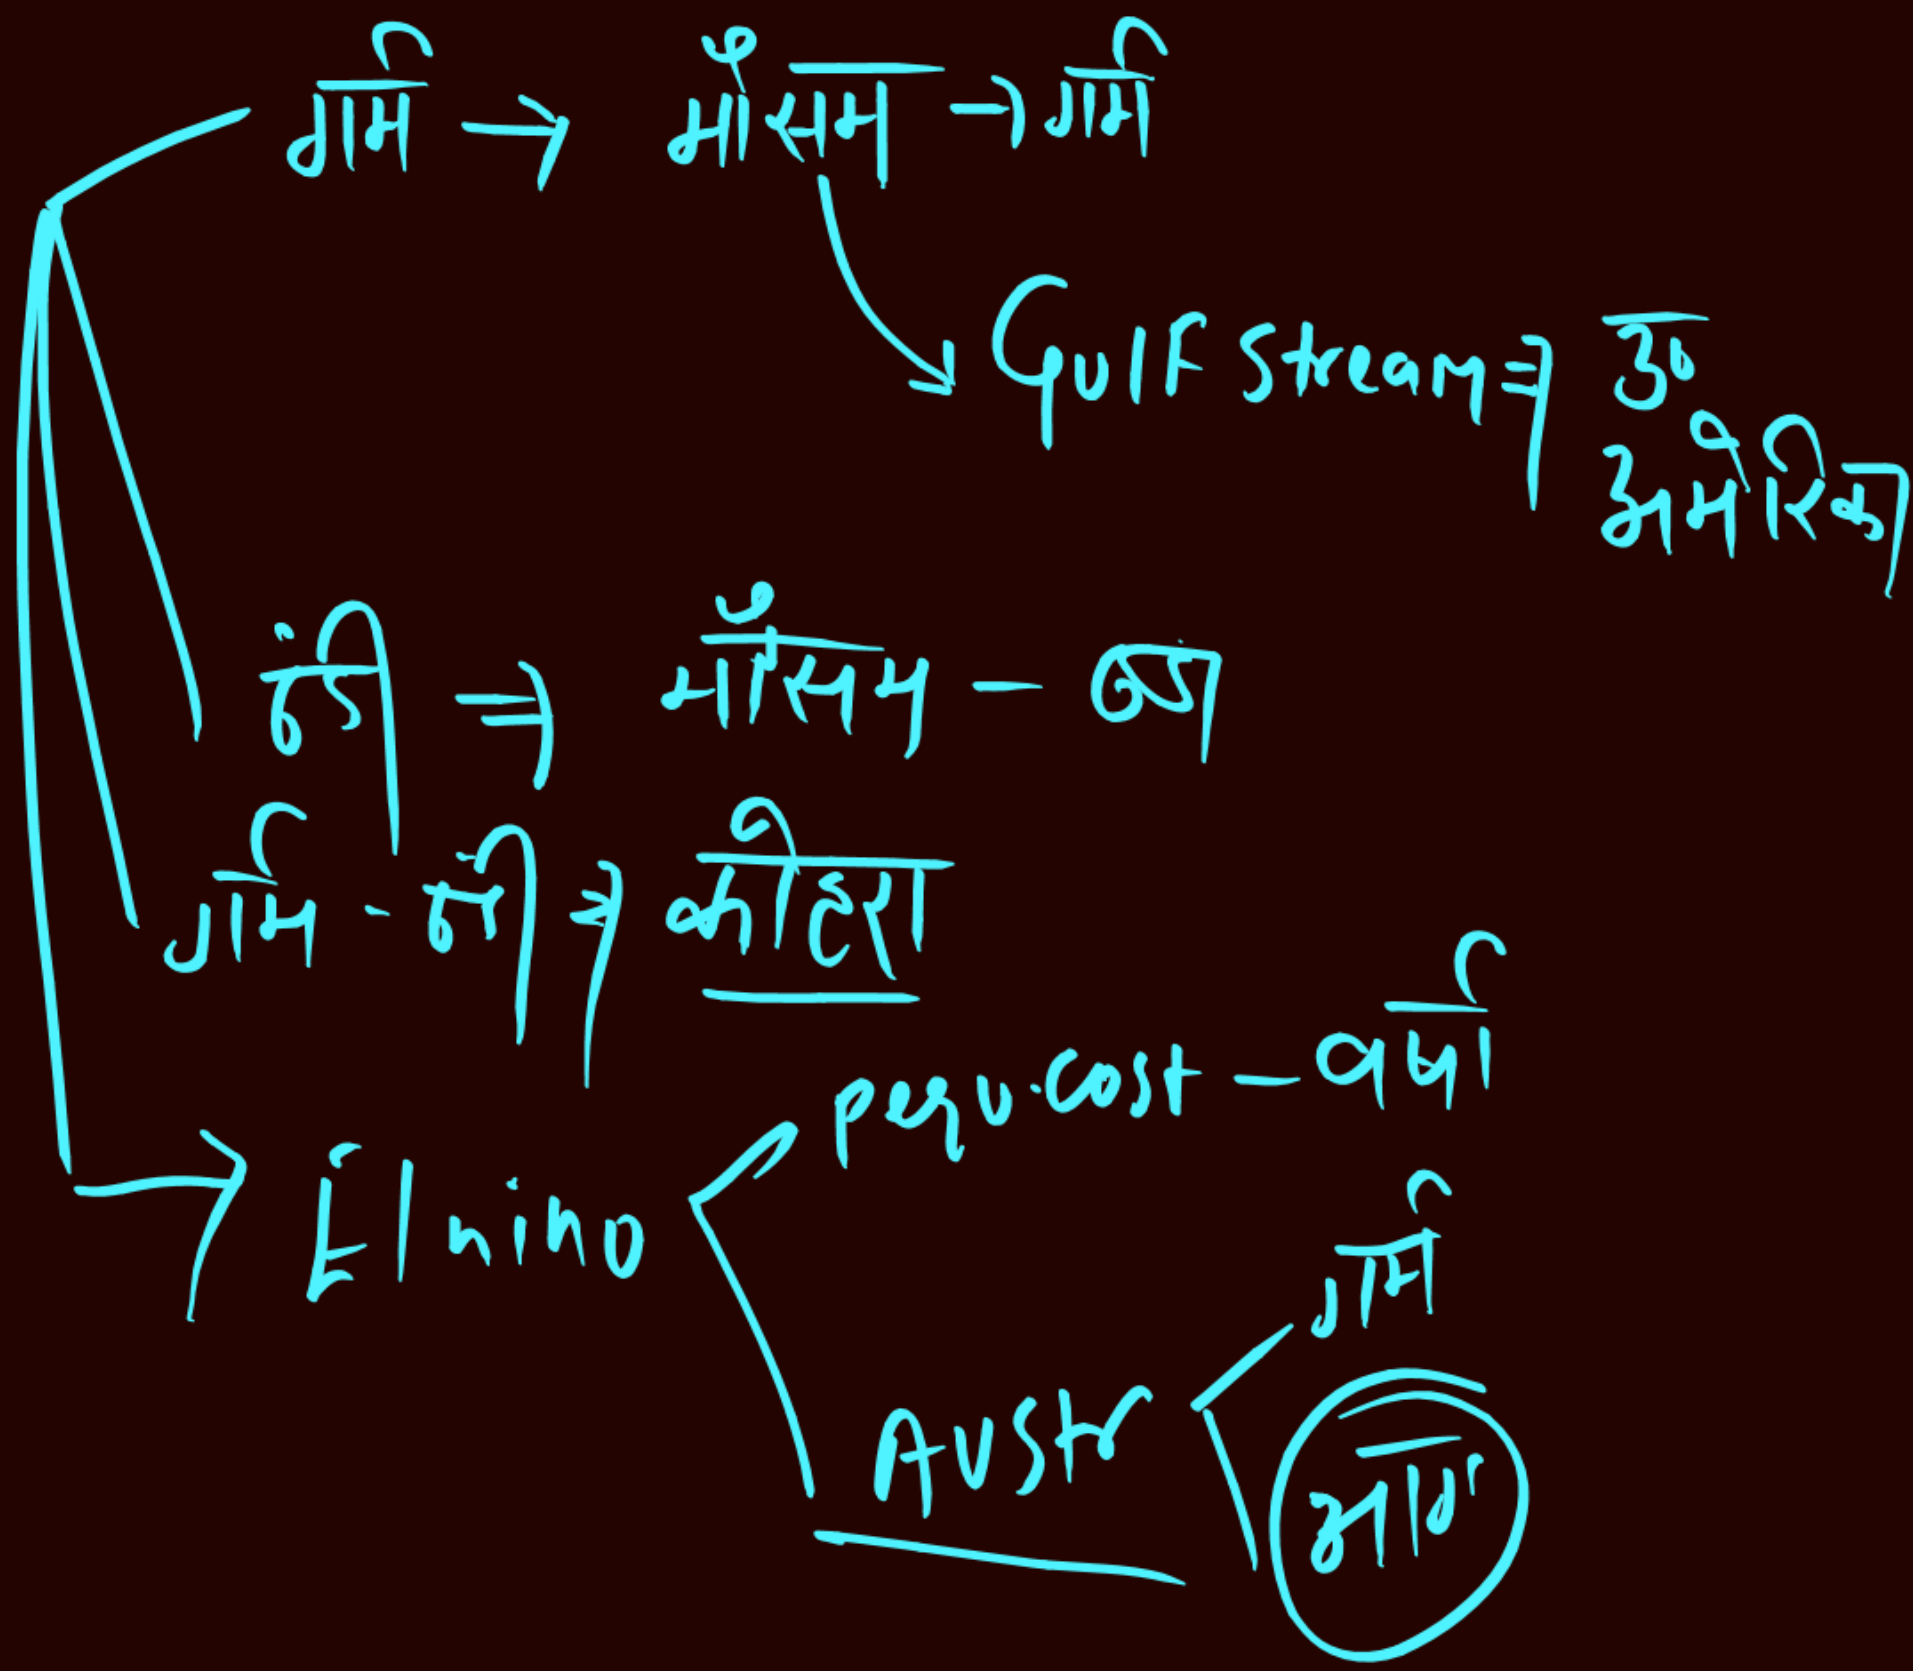 गर्म → मौसम → गर्म
Gulf stream ⇒ उ०
अमेरिका
ठंडी ⇒ मौसम -
गर्म - ठंडी ⇒ कोहरा
peru.cost - वर्षा
El nino
गर्म
Austr
आग